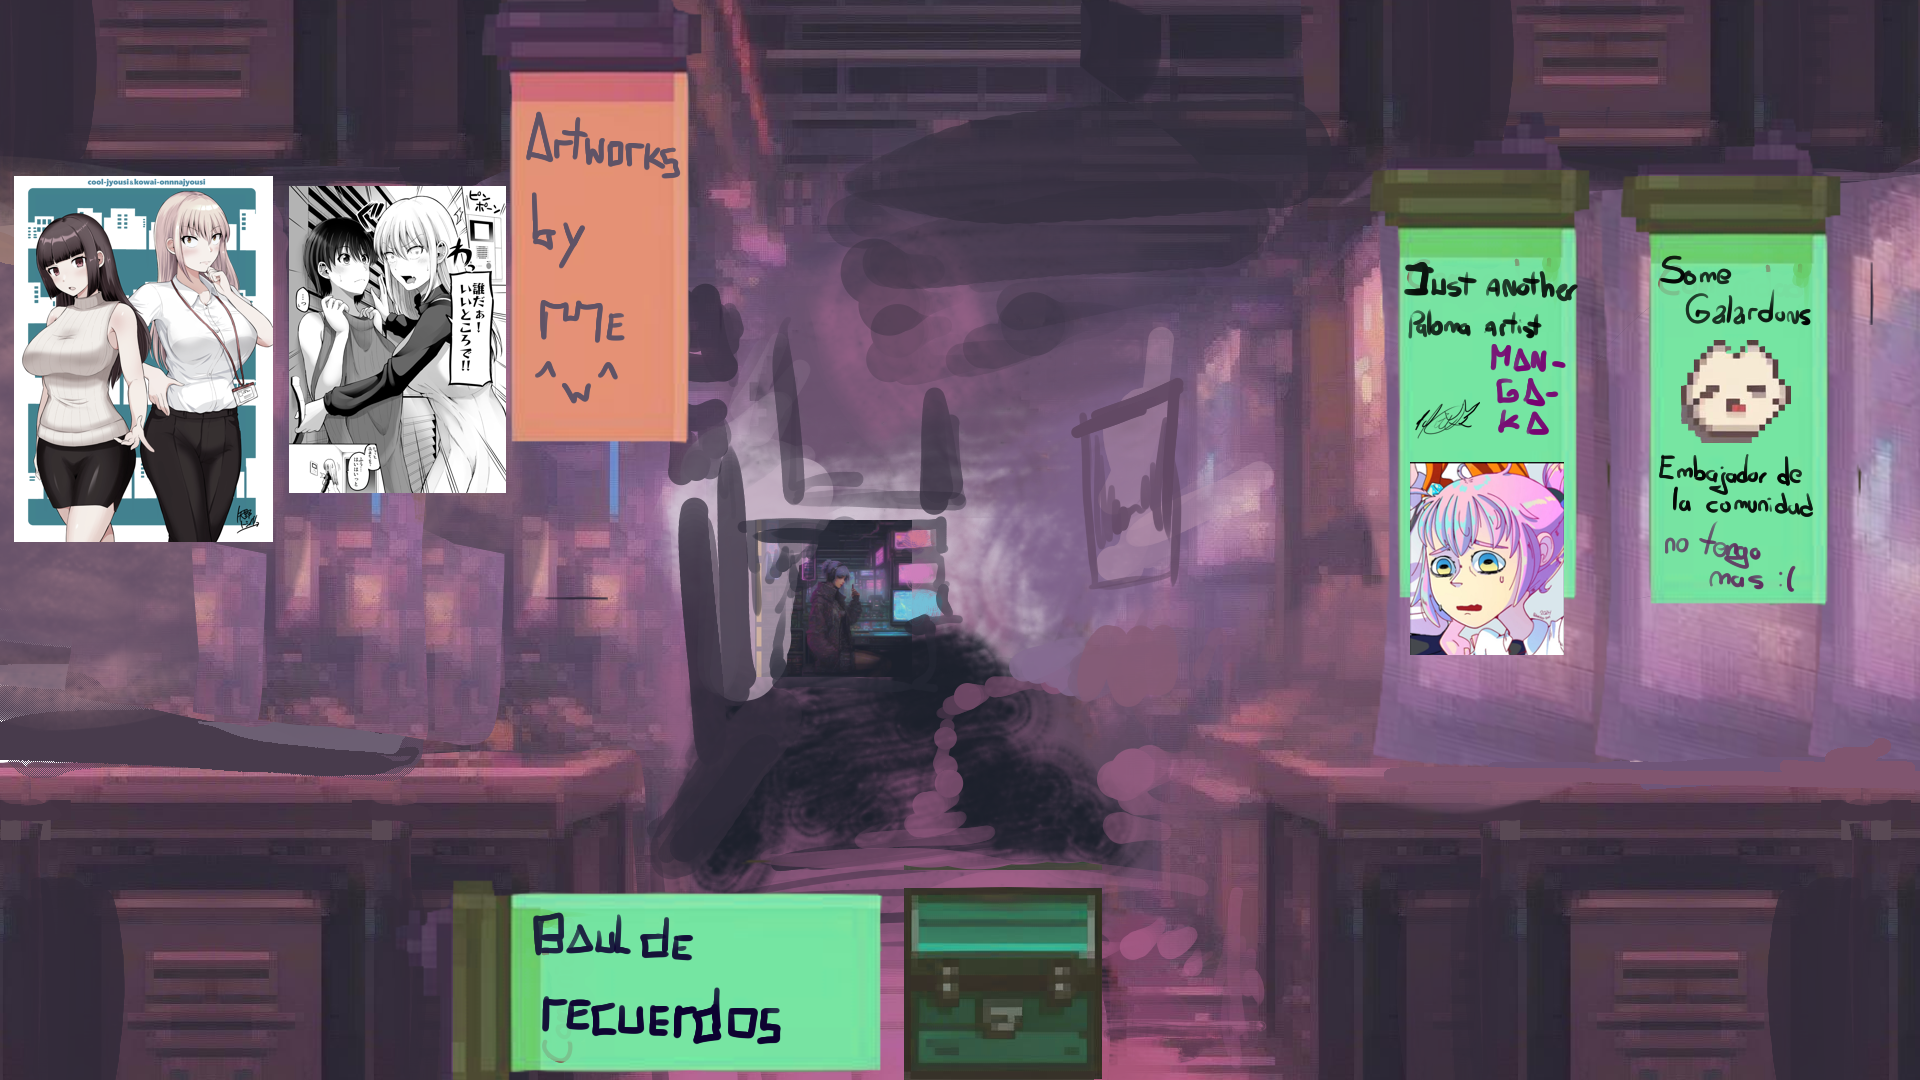 cool-jyousi&kowai-onnnajyousi
ピン
ポーン
わっ
誰だぁ!
いいところで!!
Artworks
by
mE
^w^
Just another
Paloma artist
MAN-
GA-
KA
Some
Galardons
Embajador de
la comunidad
no tengo
mas :(
Baul de
recuerdos